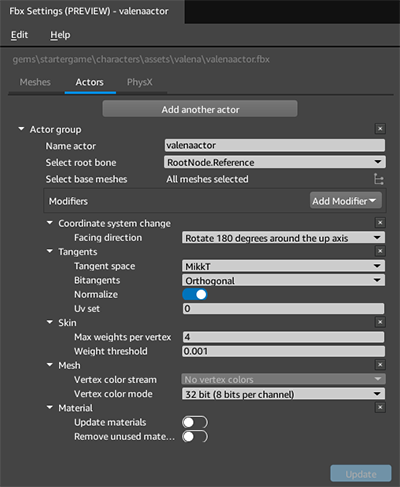 Fbx Settings (PREVIEW) - valenaactor
Edit Help
gems\startergame\characters\assets\valena\valenaactor.fbx
Meshes Actors PhysX
Add another actor
Actor group
Name actor valenaactor
Select root bone RootNode.Reference
Select base meshes All meshes selected
Modifiers Add Modifier
Coordinate system change
Facing direction Rotate 180 degrees around the up axis
Tangents
Tangent space MikkT
Bitangents Orthogonal
Normalize
Uv set 0
Skin
Max weights per vertex 4
Weight threshold 0.001
Mesh
Vertex color stream No vertex colors
Vertex color mode 32 bit (8 bits per channel)
Material
Update materials
Remove unused mate...
Update